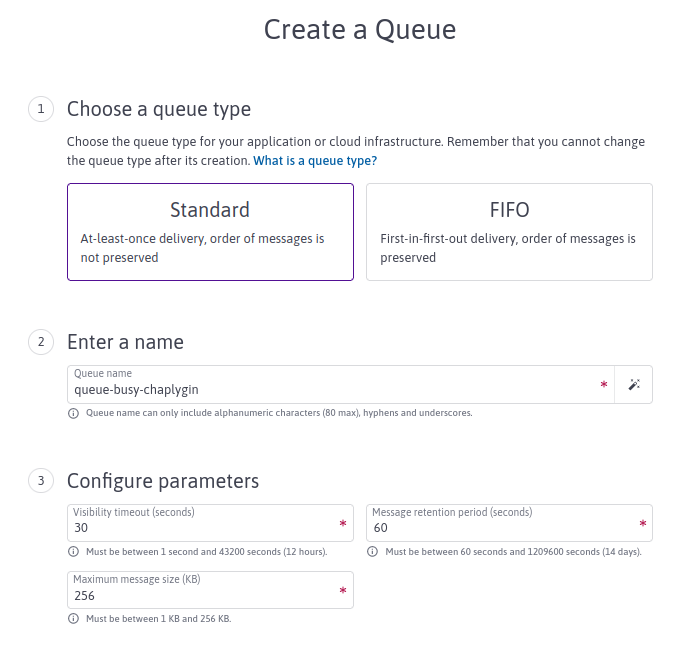 Create a Queue
1
Choose a queue type
Choose the queue type for your application or cloud infrastructure. Remember that you cannot change
the queue type after its creation. What is a queue type?
Standard
At-least-once delivery, order of messages is
not preserved
FIFO
First-in-first-out delivery, order of messages is
preserved
2
Enter a name
Queue name
queue-busy-chaplygin
*
Queue name can only include alphanumeric characters (80 max), hyphens and underscores.
3
Configure parameters
Visibility timeout (seconds)
30
*
Must be between 1 second and 43200 seconds (12 hours).
Message retention period (seconds)
60
*
Must be between 60 seconds and 1209600 seconds (14 days).
Maximum message size (KB)
256
*
Must be between 1 KB and 256 KB.